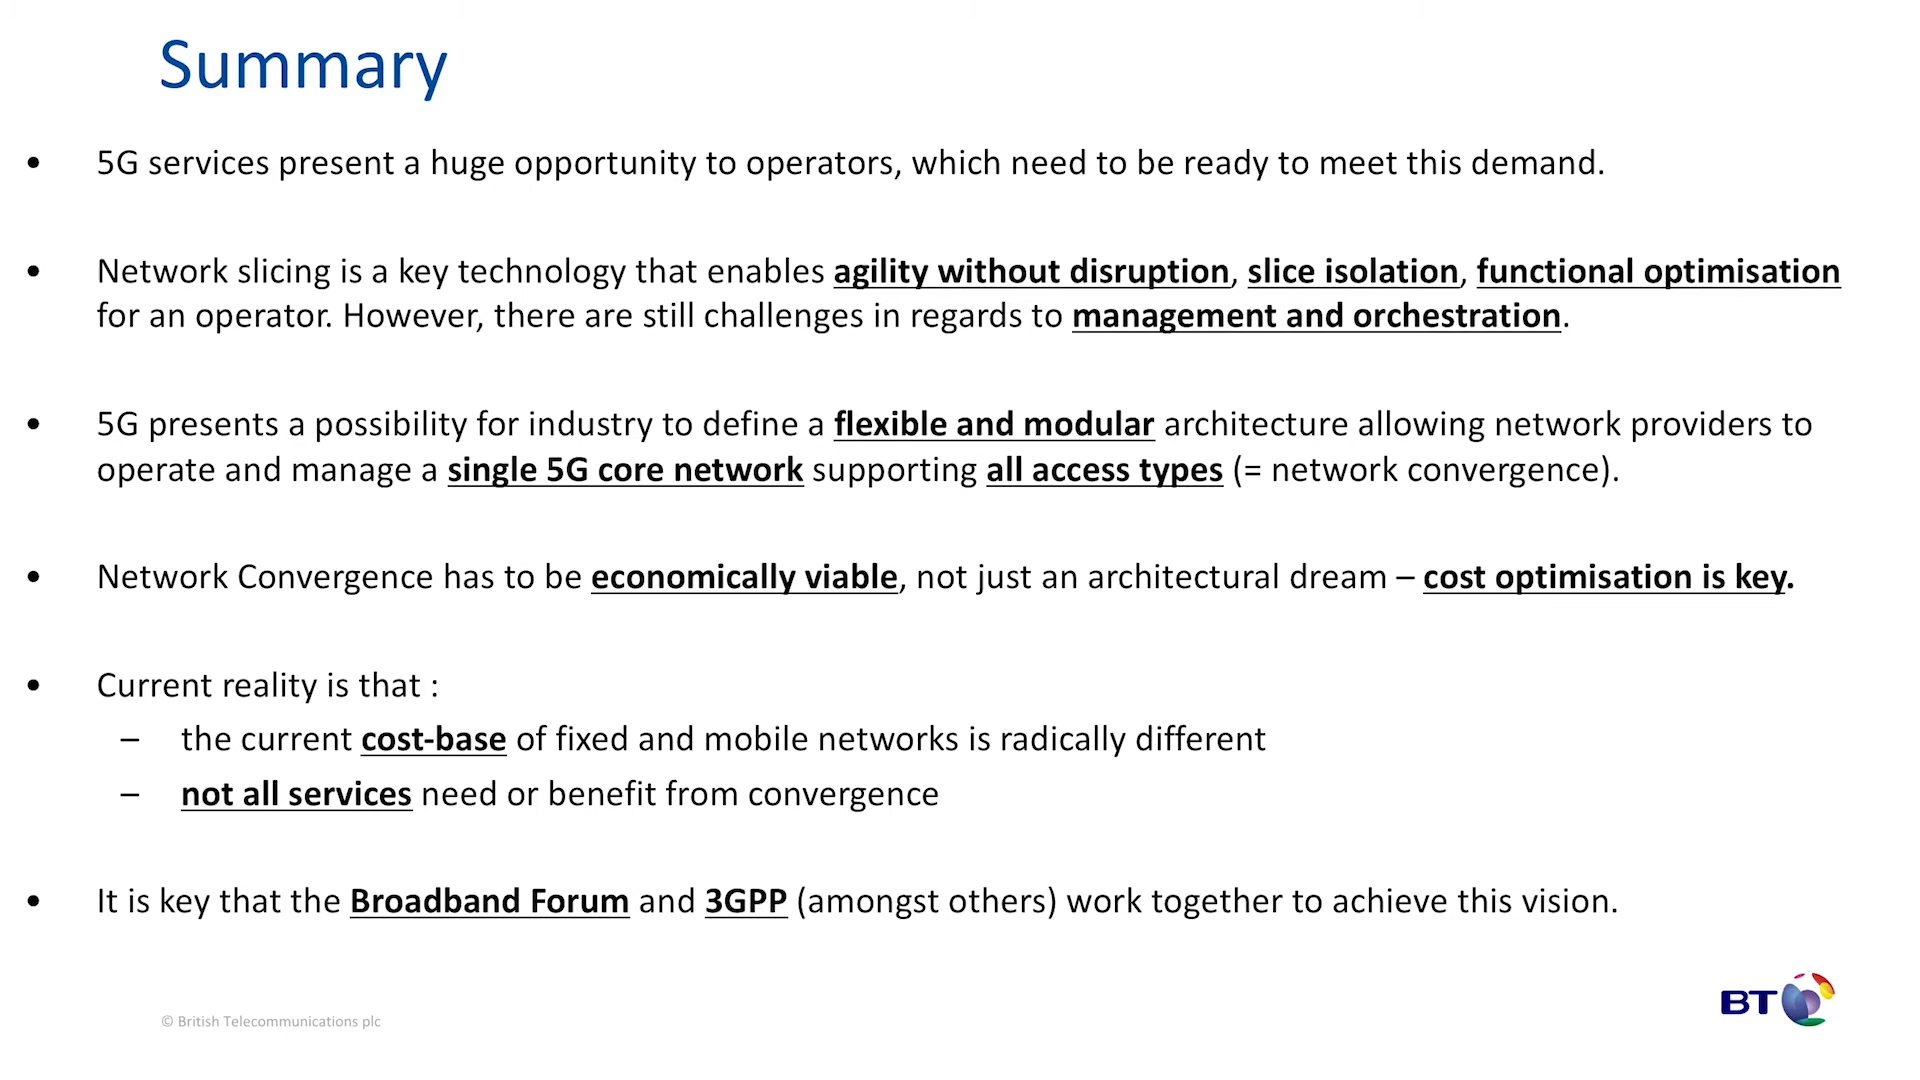 Summary
• 5G services present a huge opportunity to operators, which need to be ready to meet this demand.
• Network slicing is a key technology that enables agility without disruption, slice isolation, functional optimisation
for an operator. However, there are still challenges in regards to management and orchestration.
• 5G presents a possibility for industry to define a flexible and modular architecture allowing network providers to
operate and manage a single 5G core network supporting all access types (= network convergence).
• Network Convergence has to be economically viable, not just an architectural dream – cost optimisation is key.
• Current reality is that :
– the current cost-base of fixed and mobile networks is radically different
– not all services need or benefit from convergence
• It is key that the Broadband Forum and 3GPP (amongst others) work together to achieve this vision.
BT
© British Telecommunications plc